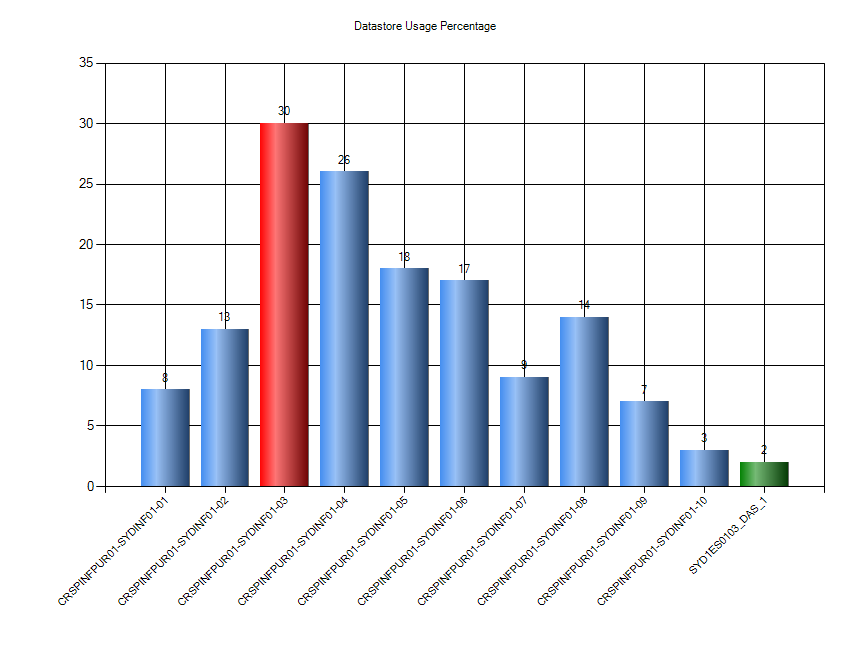 Datastore Usage Percentage
35
30
25
20
15
10
5
0
8
13
30
26
18
17
9
14
7
3
2
CRSPINFPUR01-SYDINF01-01
CRSPINFPUR01-SYDINF01-02
CRSPINFPUR01-SYDINF01-03
CRSPINFPUR01-SYDINF01-04
CRSPINFPUR01-SYDINF01-05
CRSPINFPUR01-SYDINF01-06
CRSPINFPUR01-SYDINF01-07
CRSPINFPUR01-SYDINF01-08
CRSPINFPUR01-SYDINF01-09
CRSPINFPUR01-SYDINF01-10
SYD1ES0103_DAS_1